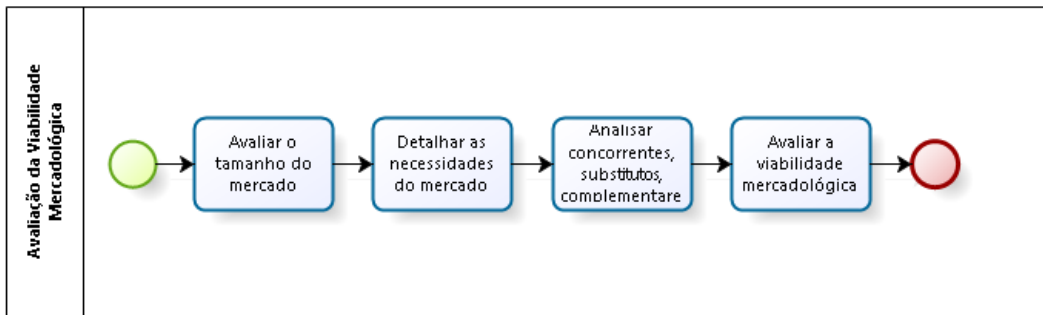 Avaliação da Viabilidade
Mercadológica
Avaliar o
tamanho do
mercado
Detalhar as
necessidades
do mercado
Analisar
concorrentes,
substitutos,
complementare
Avaliar a
viabilidade
mercadológica